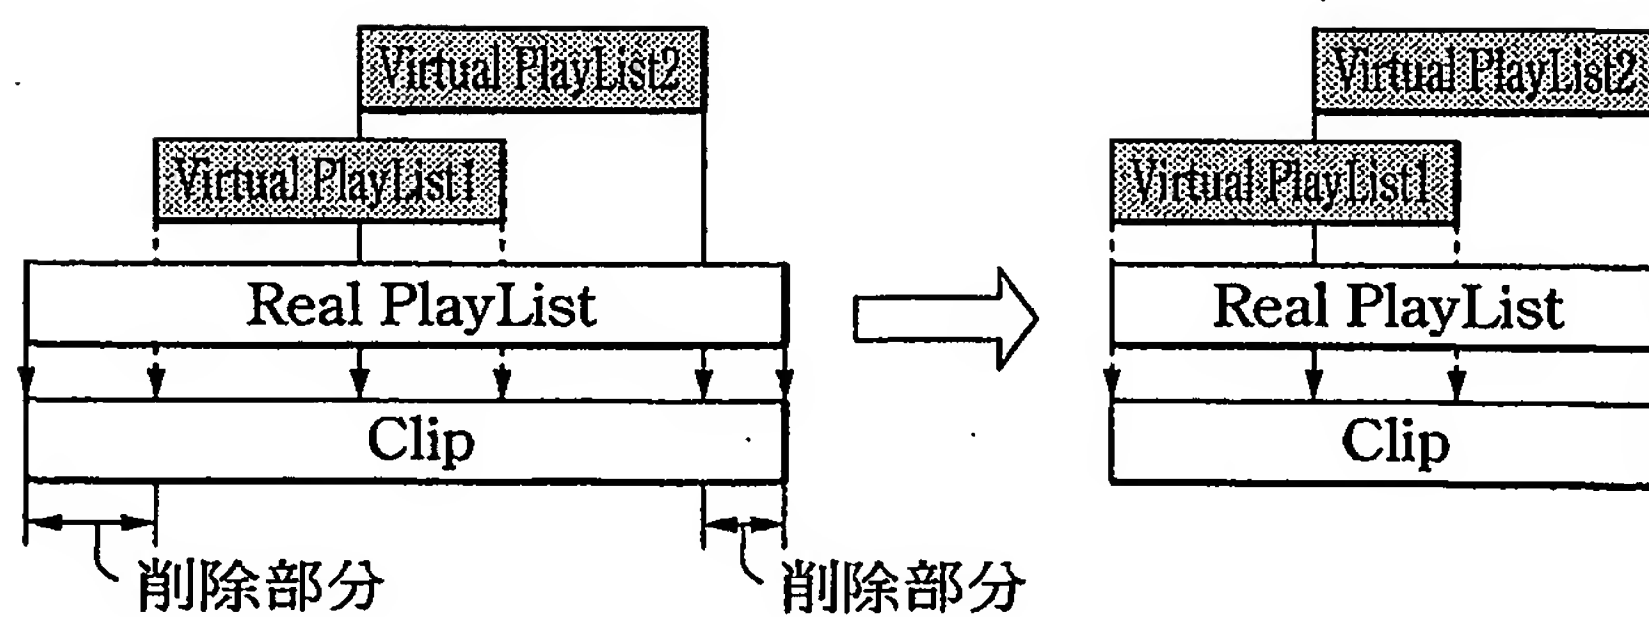 Virtual PlayList2
Virtual PlayList1
Real PlayList
Clip
削除部分
削除部分
Virtual PlayList2
Virtual PlayList1
Real PlayList
Clip